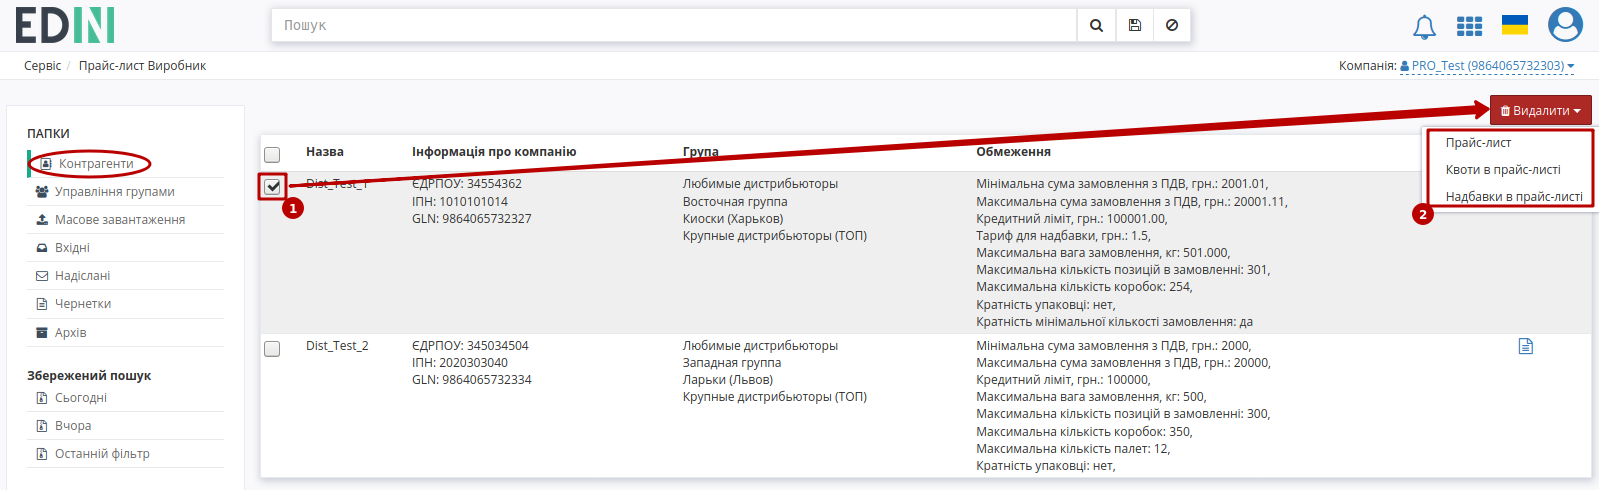 EDIN
Пошук
Сервіс / Прайс-лист Виробник
Компанія: PRO_Test (9864065732303)
Видалити
Прайс-лист
Квоти в прайс-листі
Надбавки в прайс-листі
2
ПАПКИ
Контрагенти
Управління групами
Масове завантаження
Вхідні
Надіслані
Чернетки
Архів
Збережений пошук
Сьогодні
Вчора
Останній фільтр
Назва Інформація про компанію Група Обмеження
1
Dist_Test_1
ЄДРПОУ: 34554362
ІПН: 1010101014
GLN: 9864065732327
Любимые дистрибьюторы
Восточная группа
Киоски (Харьков)
Крупные дистрибьюторы (ТОП)
Мінімальна сума замовлення з ПДВ, грн.: 2001.01,
Максимальна сума замовлення з ПДВ, грн.: 20001.11,
Кредитний ліміт, грн.: 100001.00,
Тариф для надбавки, грн.: 1.5,
Максимальна вага замовлення, кг: 501.000,
Максимальна кількість позицій в замовленні: 301,
Максимальна кількість коробок: 254,
Кратність упаковці: нет,
Кратність мінімальної кількості замовлення: да
Dist_Test_2
ЄДРПОУ: 345034504
ІПН: 2020303040
GLN: 9864065732334
Любимые дистрибьюторы
Западная группа
Ларьки (Львов)
Крупные дистрибьюторы (ТОП)
Мінімальна сума замовлення з ПДВ, грн.: 2000,
Максимальна сума замовлення з ПДВ, грн.: 20000,
Кредитний ліміт, грн.: 100000,
Максимальна вага замовлення, кг: 500,
Максимальна кількість позицій в замовленні: 300,
Максимальна кількість коробок: 350,
Максимальна кількість палет: 12,
Кратність упаковці: нет,